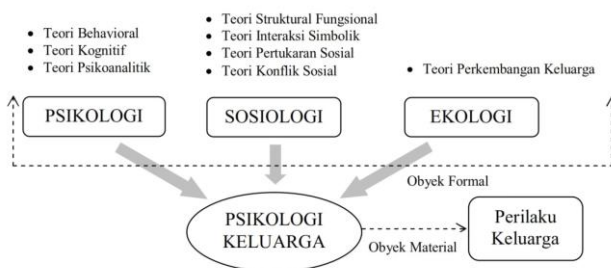 • Teori Behavioral
• Teori Kognitif
• Teori Psikoanalitik
• Teori Struktural Fungsional
• Teori Interaksi Simbolik
• Teori Pertukaran Sosial
• Teori Konflik Sosial
• Teori Perkembangan Keluarga
PSIKOLOGI
SOSIOLOGI
EKOLOGI
Obyek Formal
PSIKOLOGI
KELUARGA
Obyek Material
Perilaku
Keluarga